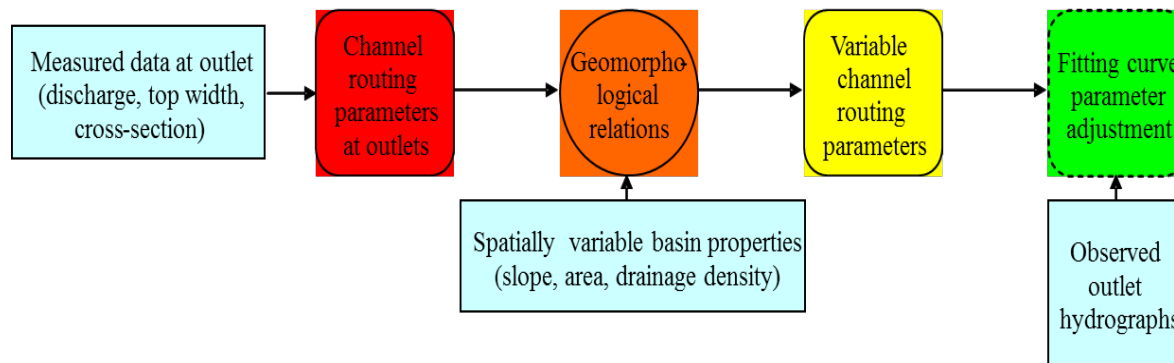 Measured data at outlet
(discharge, top width,
cross-section)
Channel
routing
parameters
at outlets
Geomorpho-
logical
relations
Variable
channel
routing
parameters
Fitting curve
parameter
adjustment
Spatially variable basin properties
(slope, area, drainage density)
Observed
outlet
hydrographs